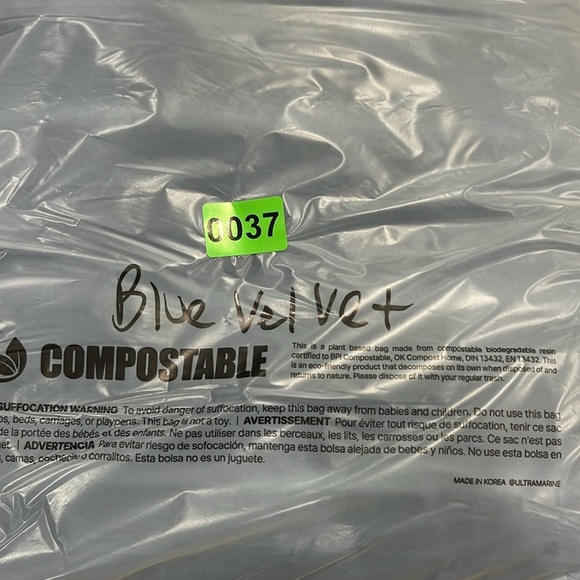 0037
Blue Velvet
COMPOSTABLE
This is a plant based bag made from compostable biodegradable resin
certified to BPI Compostable, OK Compost Home, DIN 13432, EN 13432. This
is an eco-friendly product that decomposes on its own when disposed of and
returns to nature. Please dispose of it with your regular trash.
SUFFOCATION WARNING To avoid danger of suffocation, keep this bag away from babies and children. Do not use this bag
beds, carriages, or playpens. This bag is not a toy. | AVERTISSEMENT Pour éviter tout risque de suffocation, tenir ce sac
de la portée des bébés et des enfants. Ne pas utiliser dans les berceaux, les lits, les carrosses ou les parcs. Ce sac n'est pas
| ADVERTENCIA Para evitar riesgo de sofocación, mantenga esta bolsa alejada de bebes y niños. No use esta bolsa en
camas, cochecito o corralitos. Esta bolsa no es un juguete.
MADE IN KOREA @ULTRAMARINE